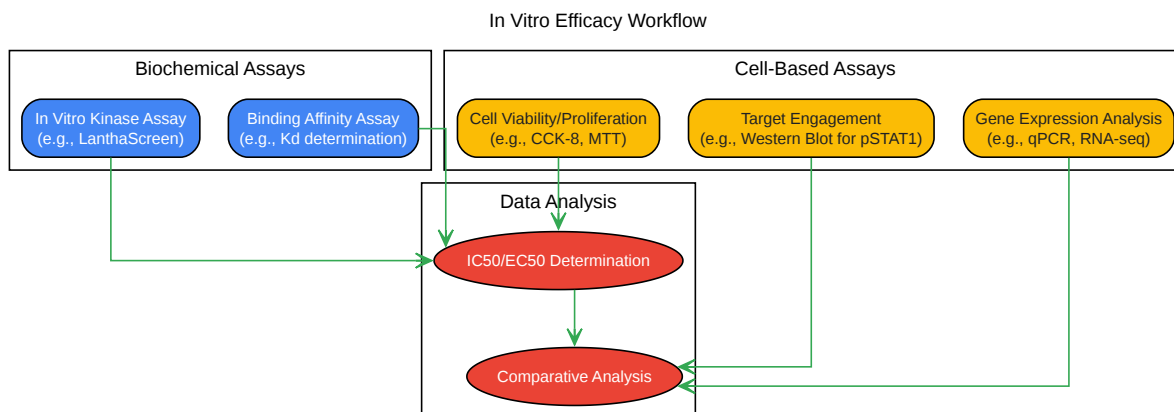 In Vitro Efficacy Workflow
Biochemical Assays
In Vitro Kinase Assay
(e.g., LanthaScreen)
Binding Affinity Assay
(e.g., Kd determination)
Cell-Based Assays
Cell Viability/Proliferation
(e.g., CCK-8, MTT)
Target Engagement
(e.g., Western Blot for pSTAT1)
Gene Expression Analysis
(e.g., qPCR, RNA-seq)
Data Analysis
IC50/EC50 Determination
Comparative Analysis